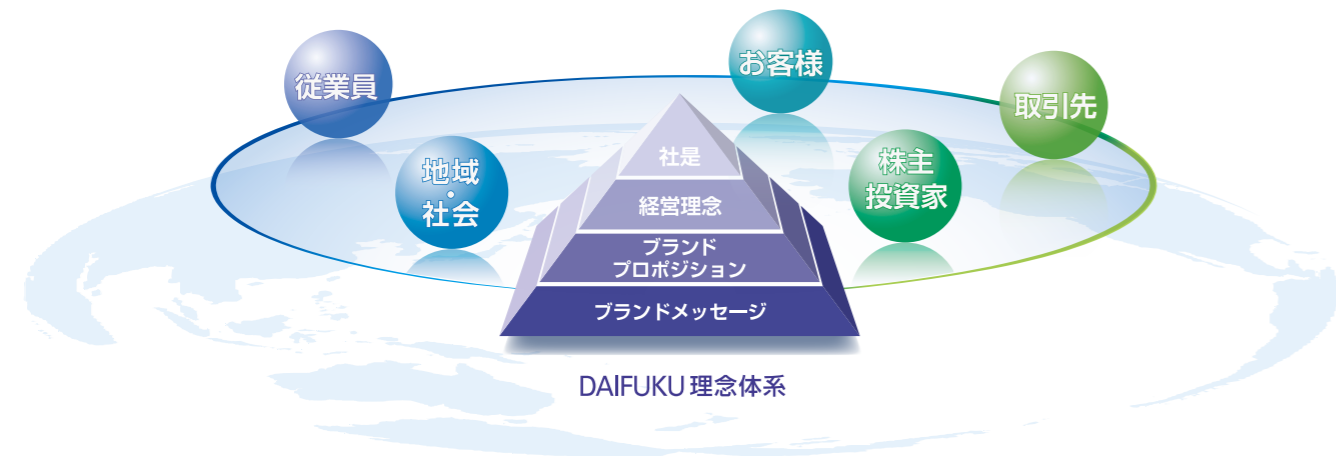 従業員
お客様
取引先
地域
・
社会
株主
投資家
社是
経営理念
ブランド
プロポジション
ブランドメッセージ
DAIFUKU 理念体系